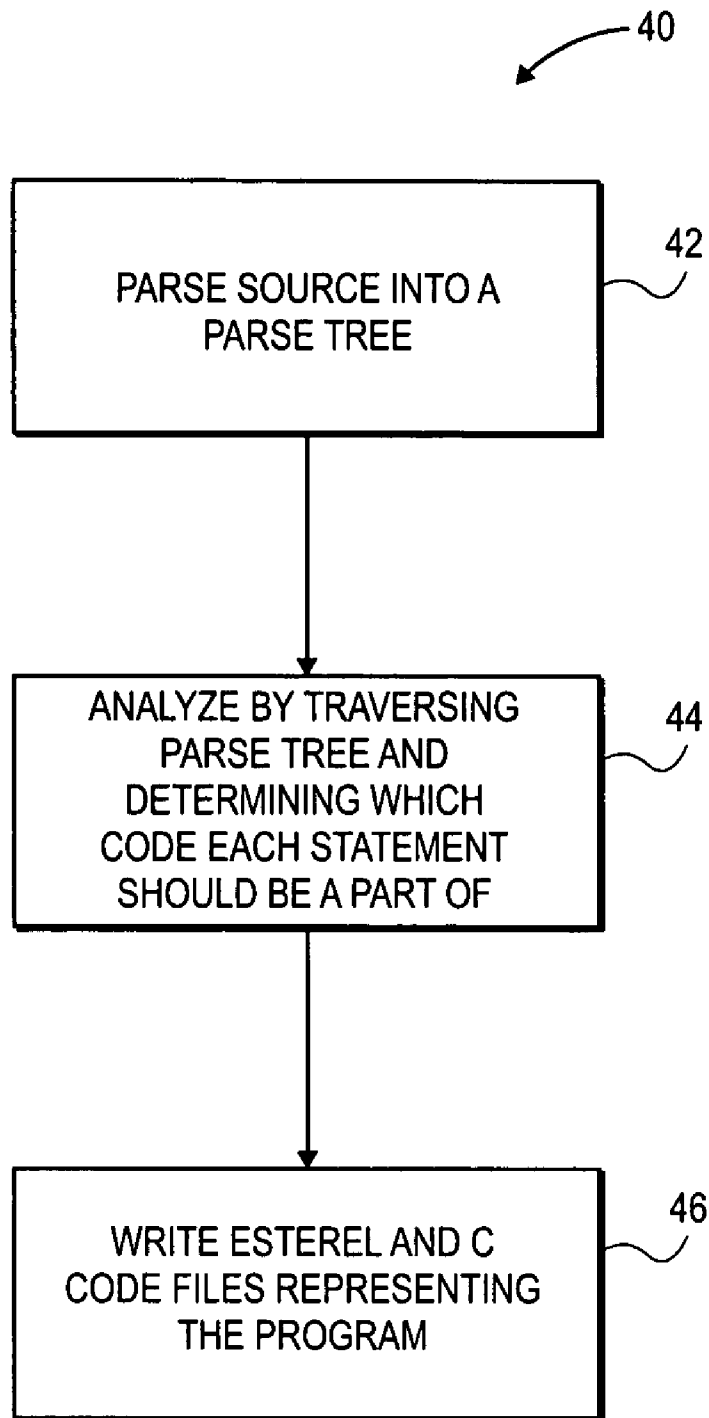 40
PARSE SOURCE INTO A
PARSE TREE
42
ANALYZE BY TRAVERSING
PARSE TREE AND
DETERMINING WHICH
CODE EACH STATEMENT
SHOULD BE A PART OF
44
WRITE ESTEREL AND C
CODE FILES REPRESENTING
THE PROGRAM
46